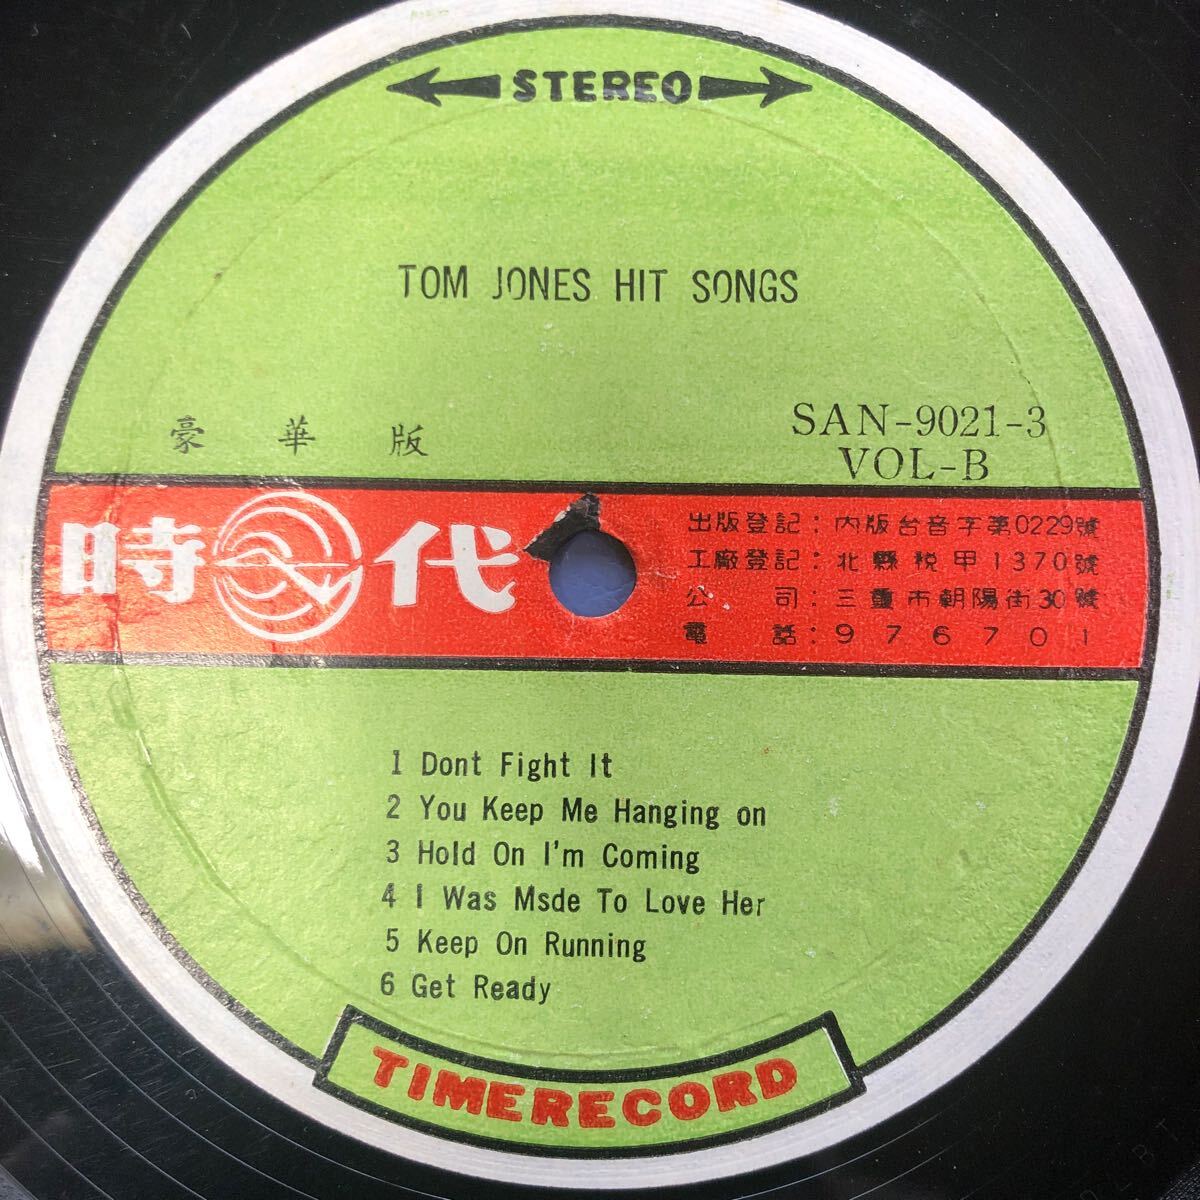 STEREO
TOM JONES HIT SONGS
豪華版
SAN-9021-3
VOL-B
時代
出版登記：內版台音字第0229號
工廠登記：北縣税甲1370號
公司：三重市朝陽街30號
電話：976701
1 Dont Fight It
2 You Keep Me Hanging on
3 Hold On I'm Coming
4 I Was Msde To Love Her
5 Keep On Running
6 Get Ready
TIMERECORD